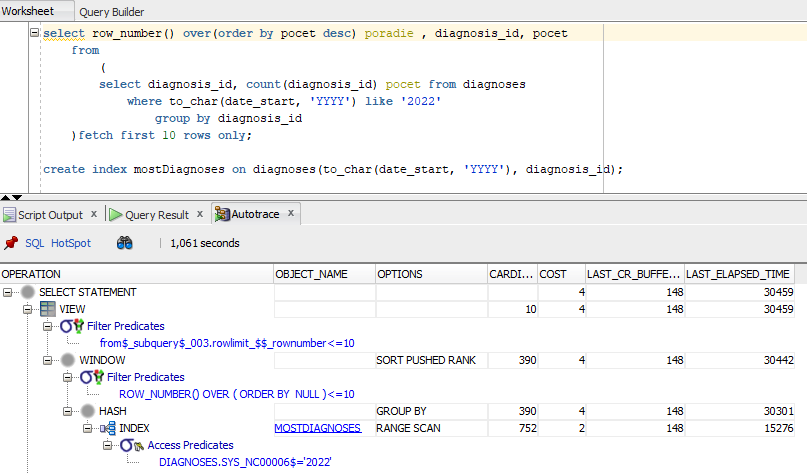 Worksheet Query Builder
select row_number() over(order by pocet desc) poradie , diagnosis_id, pocet
from
(
select diagnosis_id, count(diagnosis_id) pocet from diagnoses
where to_char(date_start, 'YYYY') like '2022'
group by diagnosis_id
)fetch first 10 rows only;
create index mostDiagnoses on diagnoses(to_char(date_start, 'YYYY'), diagnosis_id);
Script Output x Query Result x Autotrace x
SQL HotSpot 1,061 seconds
OPERATION OBJECT_NAME OPTIONS CARDI... COST LAST_CR_BUFFE... LAST_ELAPSED_TIME
SELECT STATEMENT 4 148 30459
VIEW 10 4 148 30459
Filter Predicates
from$_subquery$_003.rowlimit_$$_rownumber<=10
WINDOW SORT PUSHED RANK 390 4 148 30442
Filter Predicates
ROW_NUMBER() OVER ( ORDER BY NULL )<=10
HASH GROUP BY 390 4 148 30301
INDEX MOSTDIAGNOSES RANGE SCAN 752 2 148 15276
Access Predicates
DIAGNOSES.SYS_NC00006$='2022'